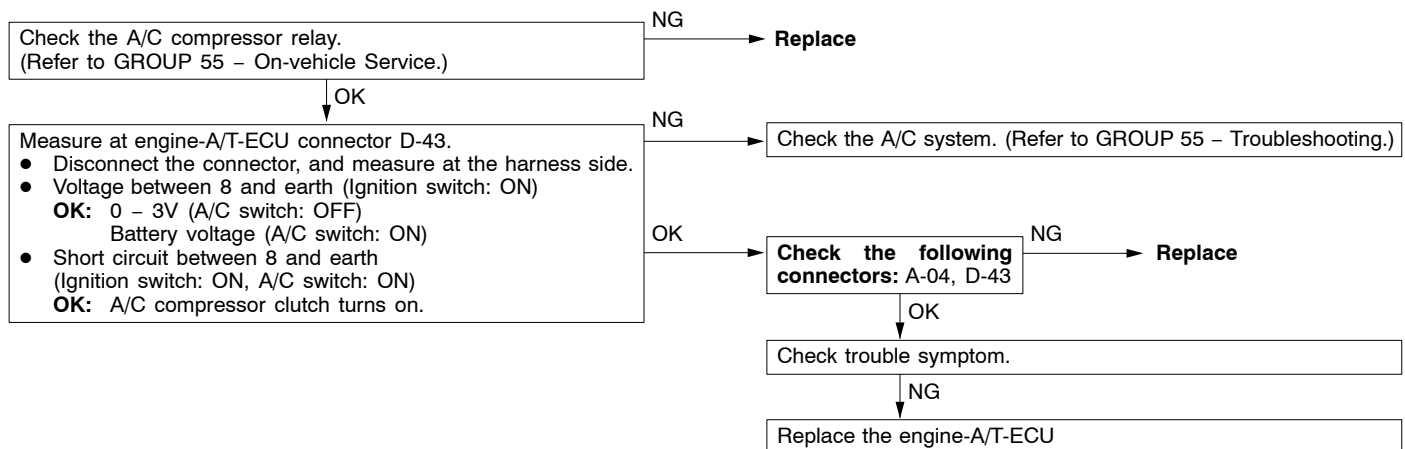 Check the A/C compressor relay.
(Refer to GROUP 55 – On-vehicle Service.)
NG
Replace
OK
Measure at engine-A/T-ECU connector D-43.
● Disconnect the connector, and measure at the harness side.
● Voltage between 8 and earth (Ignition switch: ON)
OK: 0 – 3V (A/C switch: OFF)
Battery voltage (A/C switch: ON)
● Short circuit between 8 and earth
(Ignition switch: ON, A/C switch: ON)
OK: A/C compressor clutch turns on.
NG
Check the A/C system. (Refer to GROUP 55 – Troubleshooting.)
OK
Check the following
connectors: A-04, D-43
NG
Replace
OK
Check trouble symptom.
NG
Replace the engine-A/T-ECU